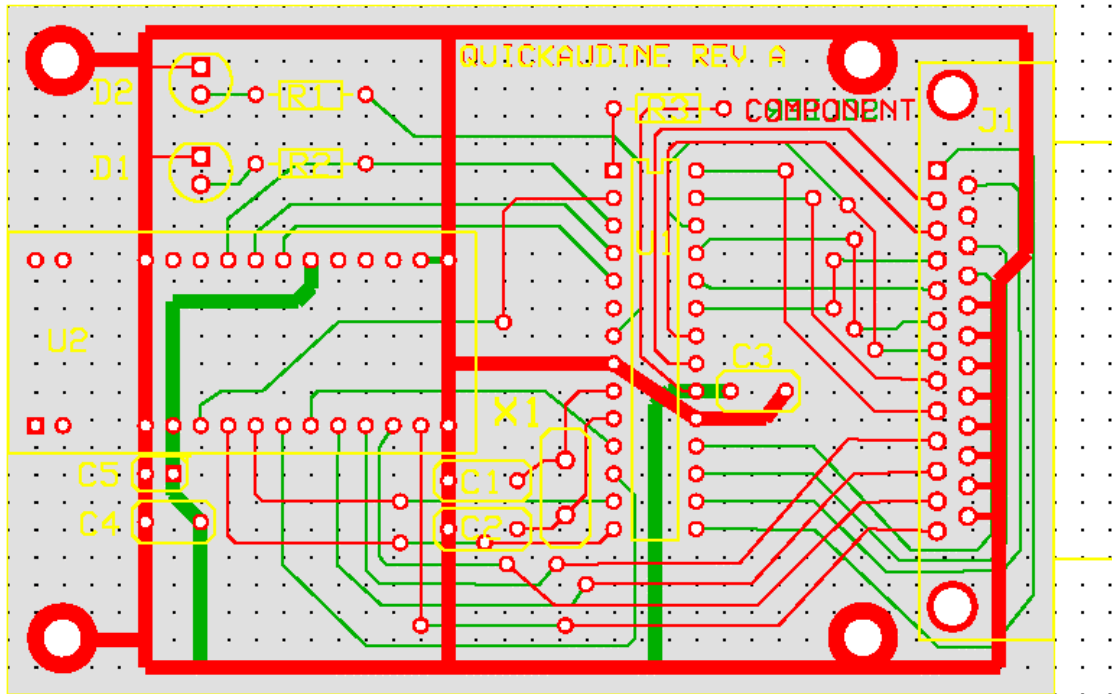 QUICKAUDINE REV A
D2
R1
R3
COMPONENT
J1
D1
R2
U1
U2
C3
X1
C5
C1
C4
C2